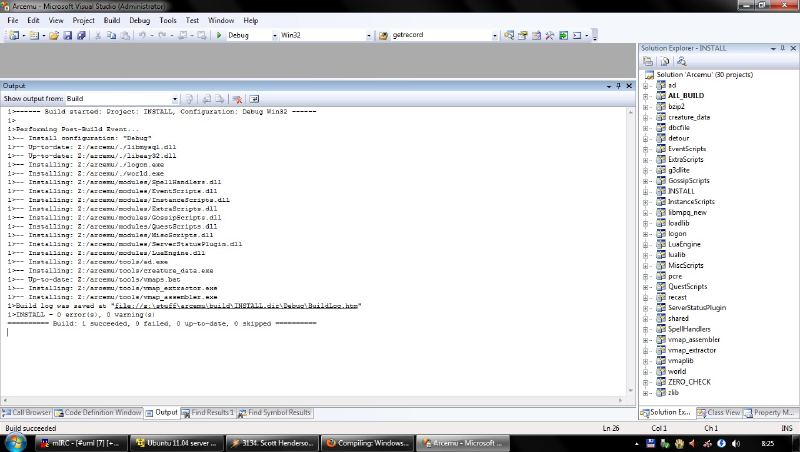 Arcemu - Microsoft Visual Studio (Administrator)
File Edit View Project Build Debug Tools Test Window Help
Debug Win32 getrecord
Output
Show output from: Build
1>------ Build started: Project: INSTALL, Configuration: Debug Win32 ------
1>
1>Performing Post-Build Event...
1>-- Install configuration: "Debug"
1>-- Up-to-date: Z:/arcemu/./libmysql.dll
1>-- Up-to-date: Z:/arcemu/./libeay32.dll
1>-- Installing: Z:/arcemu/./logon.exe
1>-- Installing: Z:/arcemu/./world.exe
1>-- Installing: Z:/arcemu/modules/SpellHandlers.dll
1>-- Installing: Z:/arcemu/modules/EventScripts.dll
1>-- Installing: Z:/arcemu/modules/InstanceScripts.dll
1>-- Installing: Z:/arcemu/modules/ExtraScripts.dll
1>-- Installing: Z:/arcemu/modules/GossipScripts.dll
1>-- Installing: Z:/arcemu/modules/QuestScripts.dll
1>-- Installing: Z:/arcemu/modules/MiscScripts.dll
1>-- Installing: Z:/arcemu/modules/ServerStatusPlugin.dll
1>-- Installing: Z:/arcemu/modules/LuaEngine.dll
1>-- Installing: Z:/arcemu/tools/ad.exe
1>-- Installing: Z:/arcemu/tools/creature_data.exe
1>-- Up-to-date: Z:/arcemu/tools/vmaps.bat
1>-- Installing: Z:/arcemu/tools/vmap_extractor.exe
1>-- Installing: Z:/arcemu/tools/vmap_assembler.exe
1>Build log was saved at "file://z:\stuff\arcemu\build\INSTALL.dir\Debug\BuildLog.htm"
1>INSTALL - 0 error(s), 0 warning(s)
========== Build: 1 succeeded, 0 failed, 0 up-to-date, 0 skipped ==========
Call Browser Code Definition Window Output Find Results 1 Find Symbol Results
Solution Explorer - INSTALL
Solution 'Arcemu' (30 projects)
ad
ALL_BUILD
bzip2
creature_data
dbcfile
detour
EventScripts
ExtraScripts
g3dlite
GossipScripts
INSTALL
InstanceScripts
libmpq_new
loadlib
logon
LuaEngine
lualib
MiscScripts
pcre
QuestScripts
recast
ServerStatusPlugin
shared
SpellHandlers
vmap_assembler
vmap_extractor
vmaplib
world
ZERO_CHECK
zlib
Solution Ex... Class View Property M...
Build succeeded Ln 26 Col 1 Ch 1 INS
mIRC - [#uml [7] [+... Ubuntu 11.04 server ... 3134. Scott Henderso... Compiling: Windows... Arcemu - Microsoft ... 8:25